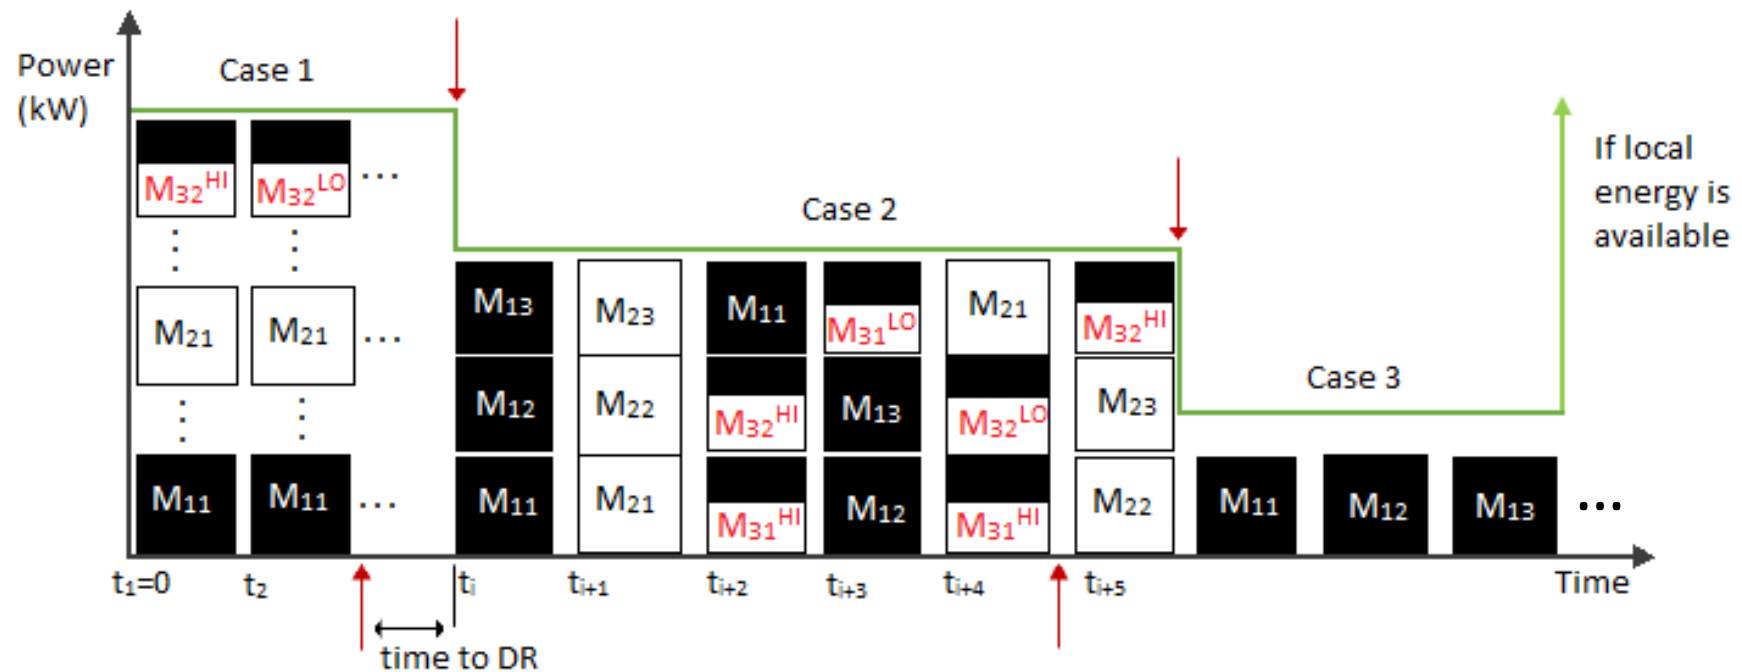 Power
(kW)
Case 1
Case 2
Case 3
If local
energy is
available
M₃₂ᴴᴵ
M₃₂ᴸᴼ
...
M₂₁
M₂₁
...
M₁₁
M₁₁
...
M₁₃
M₂₃
M₁₁
M₃₁ᴸᴼ
M₂₁
M₃₂ᴴᴵ
M₁₂
M₂₂
M₃₂ᴴᴵ
M₁₃
M₃₂ᴸᴼ
M₂₃
M₁₁
M₂₁
M₃₁ᴴᴵ
M₁₂
M₃₁ᴴᴵ
M₂₂
M₁₁
M₁₂
M₁₃
...
t₁=0
t₂
tᵢ
tᵢ₊₁
tᵢ₊₂
tᵢ₊₃
tᵢ₊₄
tᵢ₊₅
Time
time to DR